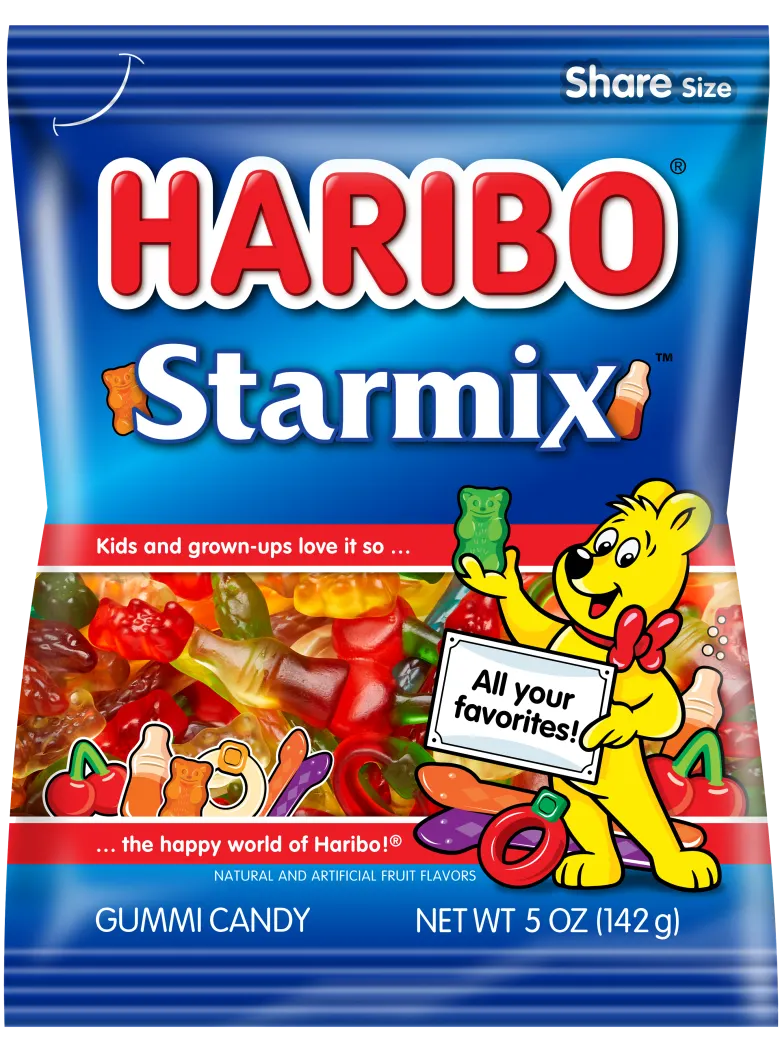 Share Size
HARIBO®
Starmix™
Kids and grown-ups love it so ...
All your
favorites!
... the happy world of Haribo!®
NATURAL AND ARTIFICIAL FRUIT FLAVORS
GUMMI CANDY NET WT 5 OZ (142 g)